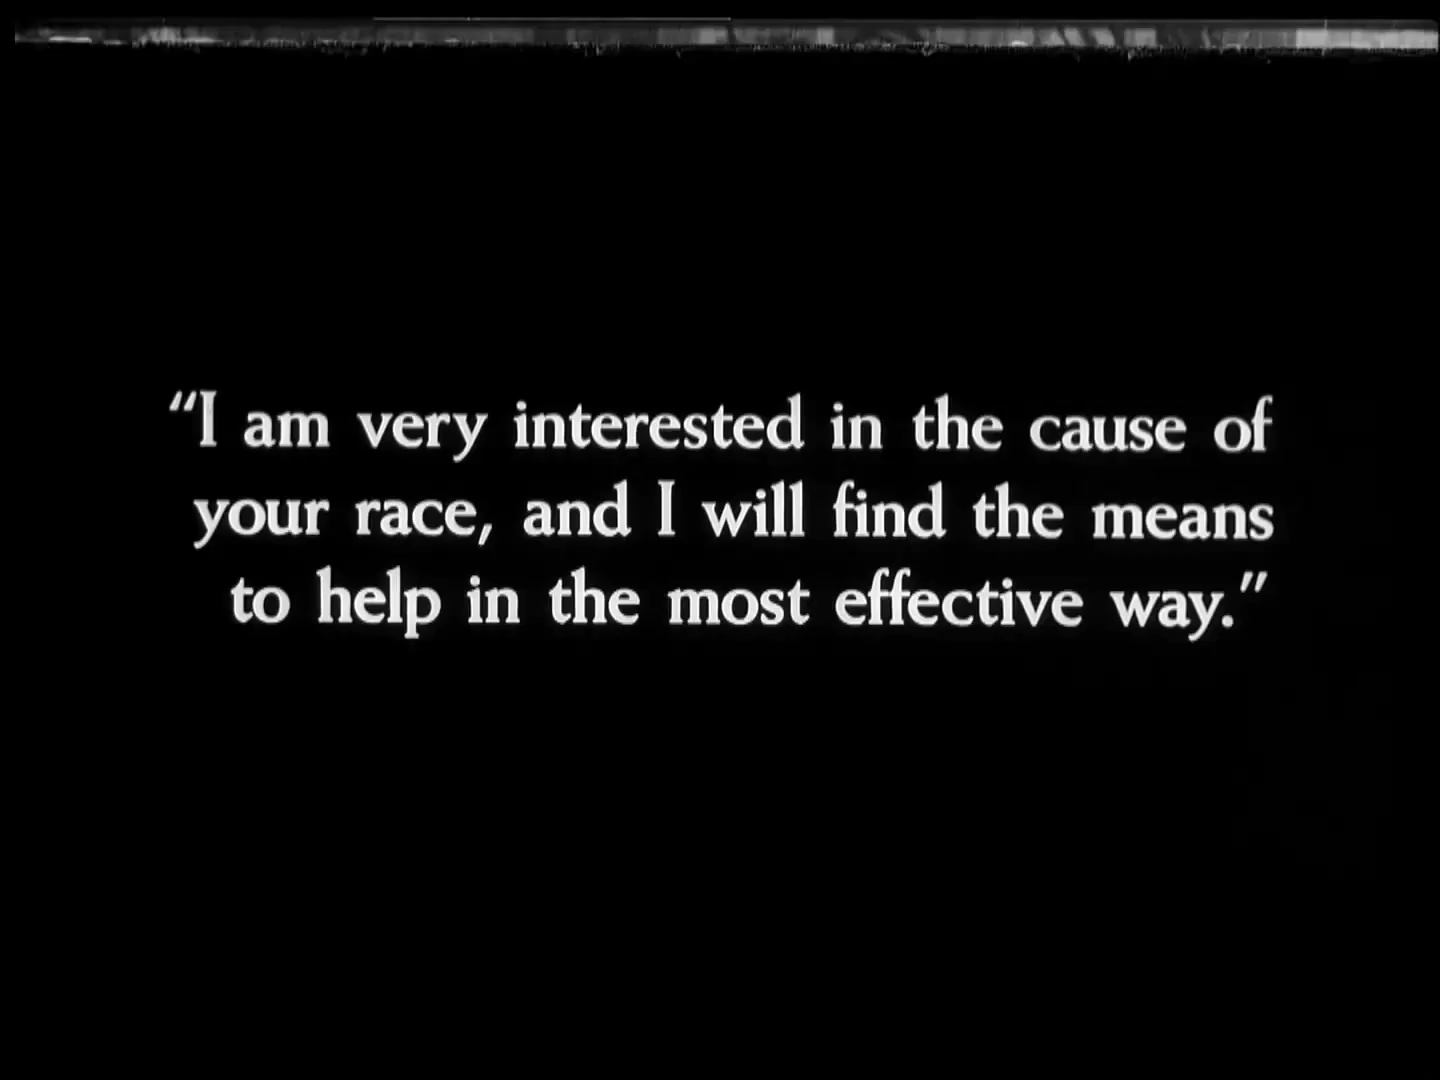 “I am very interested in the cause of
your race, and I will find the means
to help in the most effective way.”